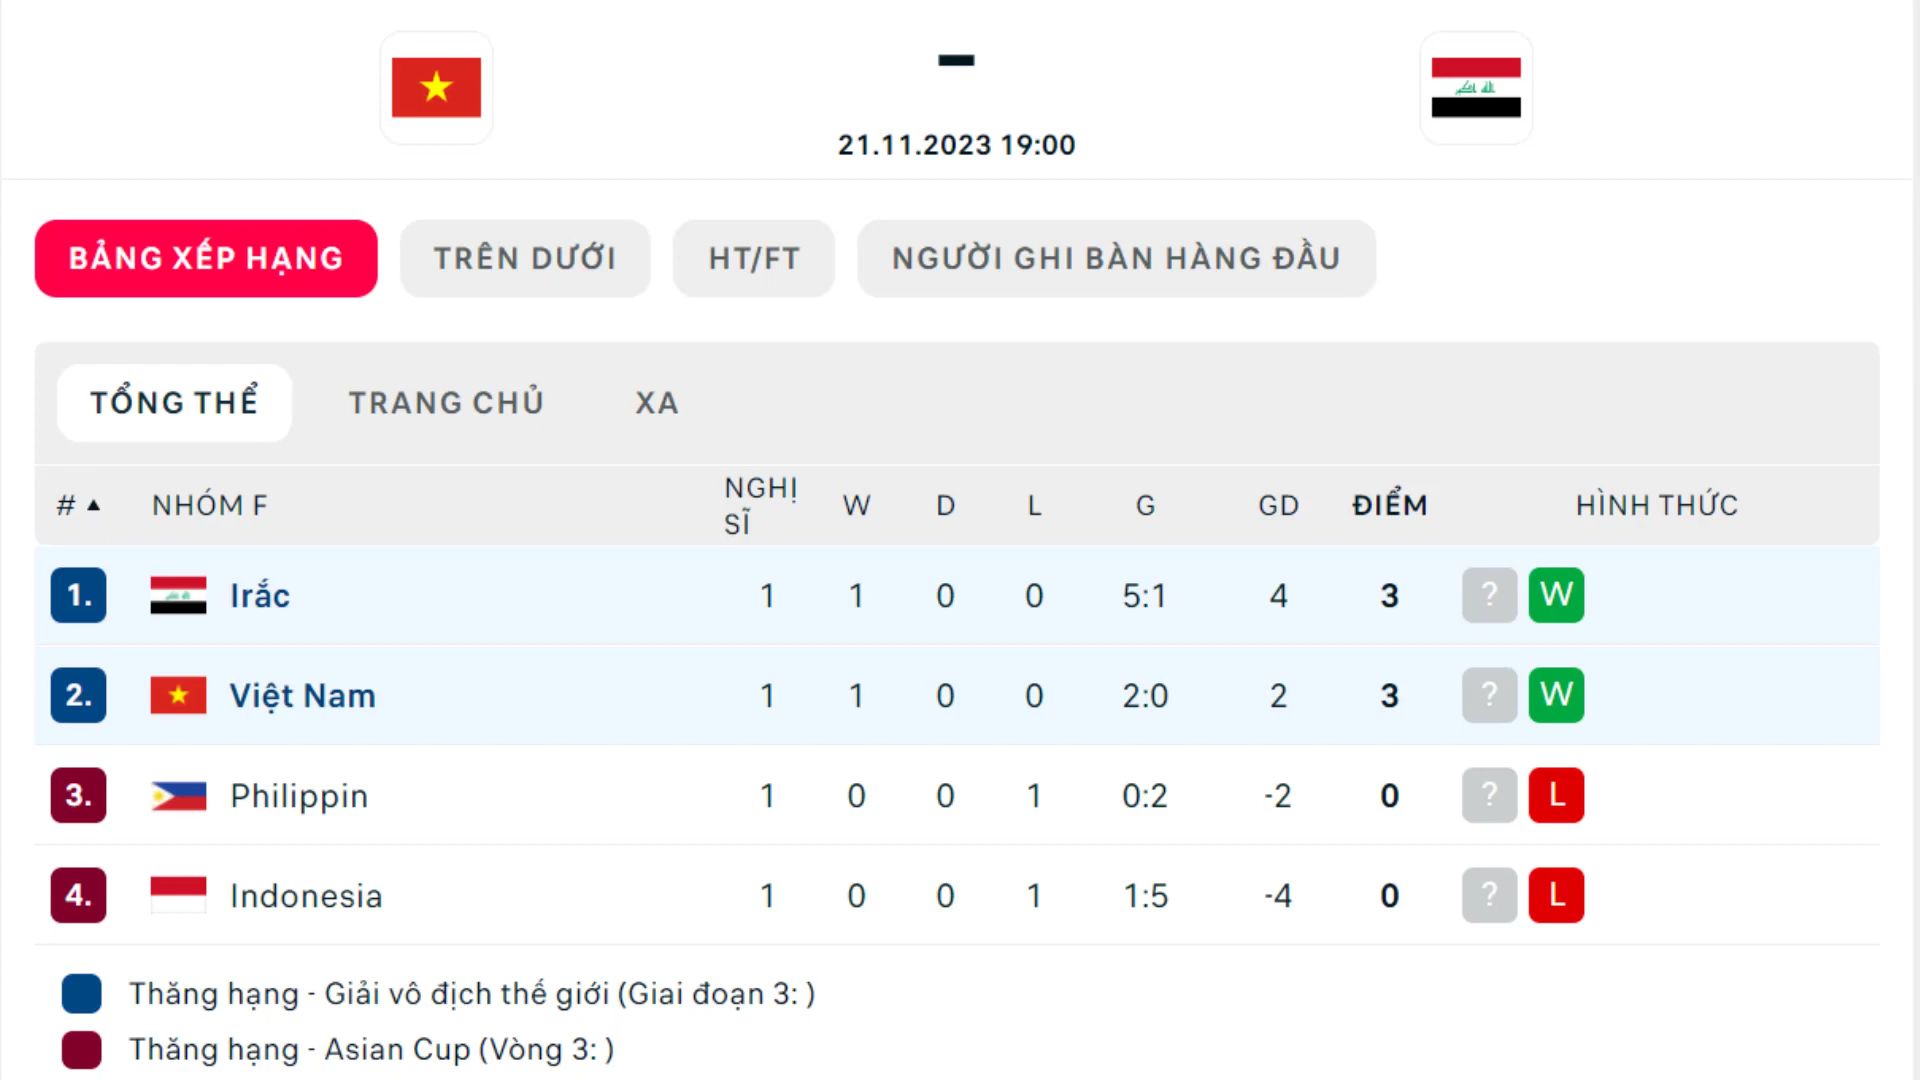 -
21.11.2023 19:00
BẢNG XẾP HẠNG TRÊN DƯỚI HT/FT NGƯỜI GHI BÀN HÀNG ĐẦU
TỔNG THỂ TRANG CHỦ XA
# ▲ NHÓM F NGHỊ SĨ W D L G GD ĐIỂM HÌNH THỨC
1. Irắc 1 1 0 0 5:1 4 3 ? W
2. Việt Nam 1 1 0 0 2:0 2 3 ? W
3. Philippin 1 0 0 1 0:2 -2 0 ? L
4. Indonesia 1 0 0 1 1:5 -4 0 ? L
Thăng hạng - Giải vô địch thế giới (Giai đoạn 3: )
Thăng hạng - Asian Cup (Vòng 3: )